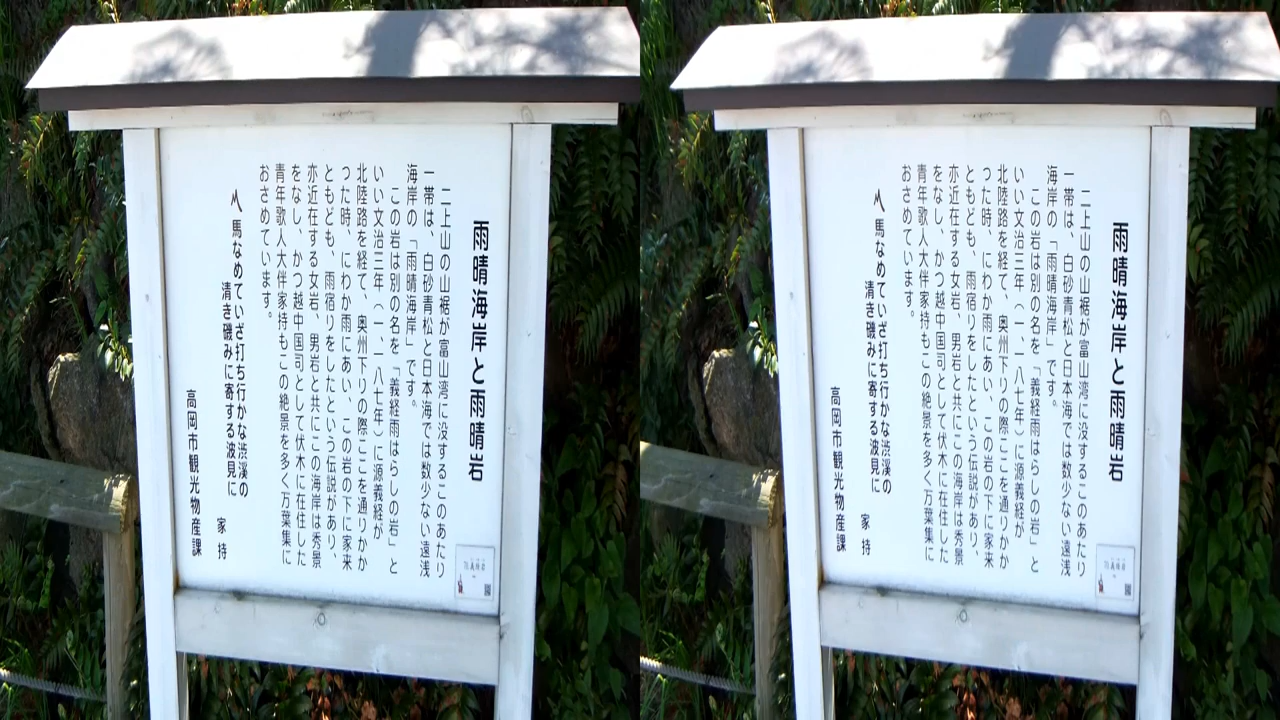 雨晴海岸と雨晴岩
二上山の山裾が富山湾に没するこのあたり
一帯は、白砂青松と日本海では数少ない遠浅
海岸の「雨晴海岸」です。
この岩は別の名を「義経雨はらしの岩」と
いい文治三年(一、一八七年)に源義経が
北陸路を経て、奥州下りの際ここを通りかか
つた時、にわか雨にあい、この岩の下に家来
ともども、雨宿りをしたという伝説があり、
亦近在する女岩、男岩と共にこの海岸は秀景
をなし、かつ越中国司として伏木に在住した
青年歌人大伴家持もこの絶景を多く万葉集に
おさめています。
〽馬なめていざ打ち行かな渋溪の
清き磯みに寄する波見に
家持
高岡市観光物産課